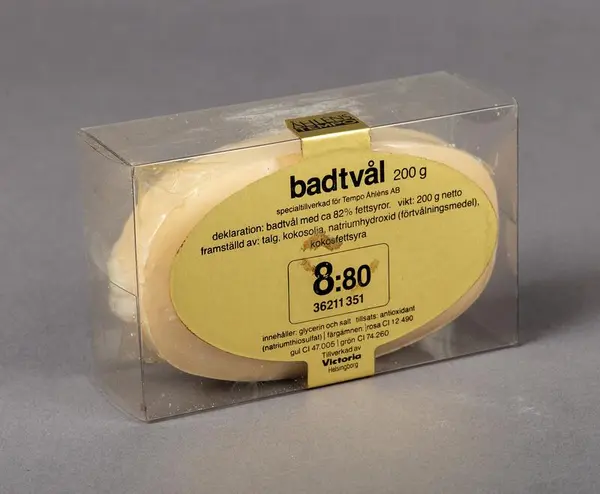 ÅHLÉNS
TEMPO
badtvål 200 g
specialtillverkad för Tempo Åhléns AB
deklaration: badtvål med ca 82% fettsyror. vikt: 200 g netto
framställd av: talg, kokosolja, natriumhydroxid (förtvålningsmedel),
kokosfettsyra
8:80
36211 351
innehåller: glycerin och salt tillsats: antioxidant
(natriumthiosulfat) | färgämnen: | rosa CI 12 490
gul CI 47 005 | grön CI 74 260
Tillverkad av
Victoria
Helsingborg